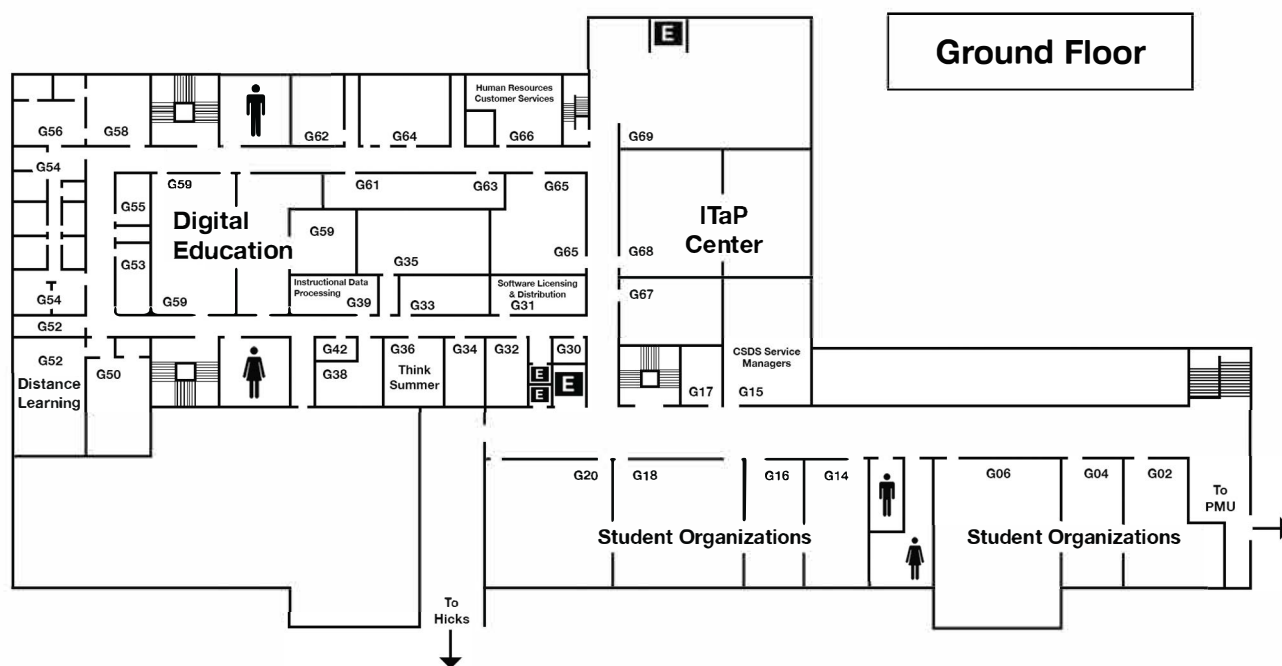 Ground Floor
E
Human Resources
Customer Services
G56
G58
G62
G64
G66
G69
G54
G59
G61
G63
G65
G55
Digital
Education
G59
ITaP
Center
G53
G35
G65
G68
G54
G59
Instructional Data
Processing
G39
G33
Software Licensing
& Distribution
G31
G67
G52
G52
Distance
Learning
G50
G42
G38
G36
Think
Summer
G34
G32
G30
E
E
E
CSDS Service
Managers
G17
G15
G20
G18
G16
G14
G06
G04
G02
To
PMU
Student Organizations
Student Organizations
To
Hicks